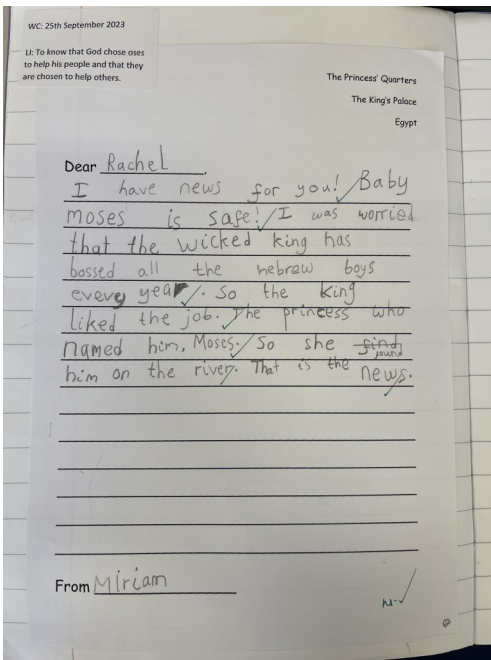 WC: 25th September 2023
LI: To know that God chose oses
to help his people and that they
are chosen to help others.
The Princess' Quarters
The King's Palace
Egypt
Dear Rachel,
I have news for you! Baby
moses is safe! I was worried
that the wicked king has
bossed all the hebrew boys
every year. So the King
liked the job. The princess who
named him, Moses. So she find
found
him on the river. That is the news.
From Miriam